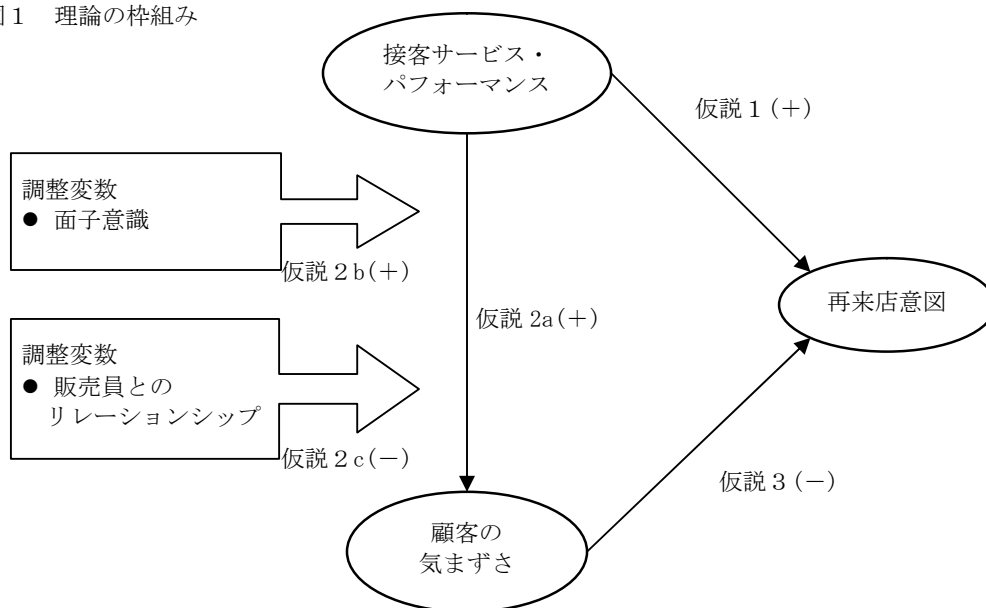 図1 理論の枠組み
接客サービス・
パフォーマンス
仮説1(+)
調整変数
● 面子意識
仮説2b(+)
仮説2a(+)
再来店意図
調整変数
● 販売員との
リレーションシップ
仮説2c(−)
仮説3(−)
顧客の
気まずさ